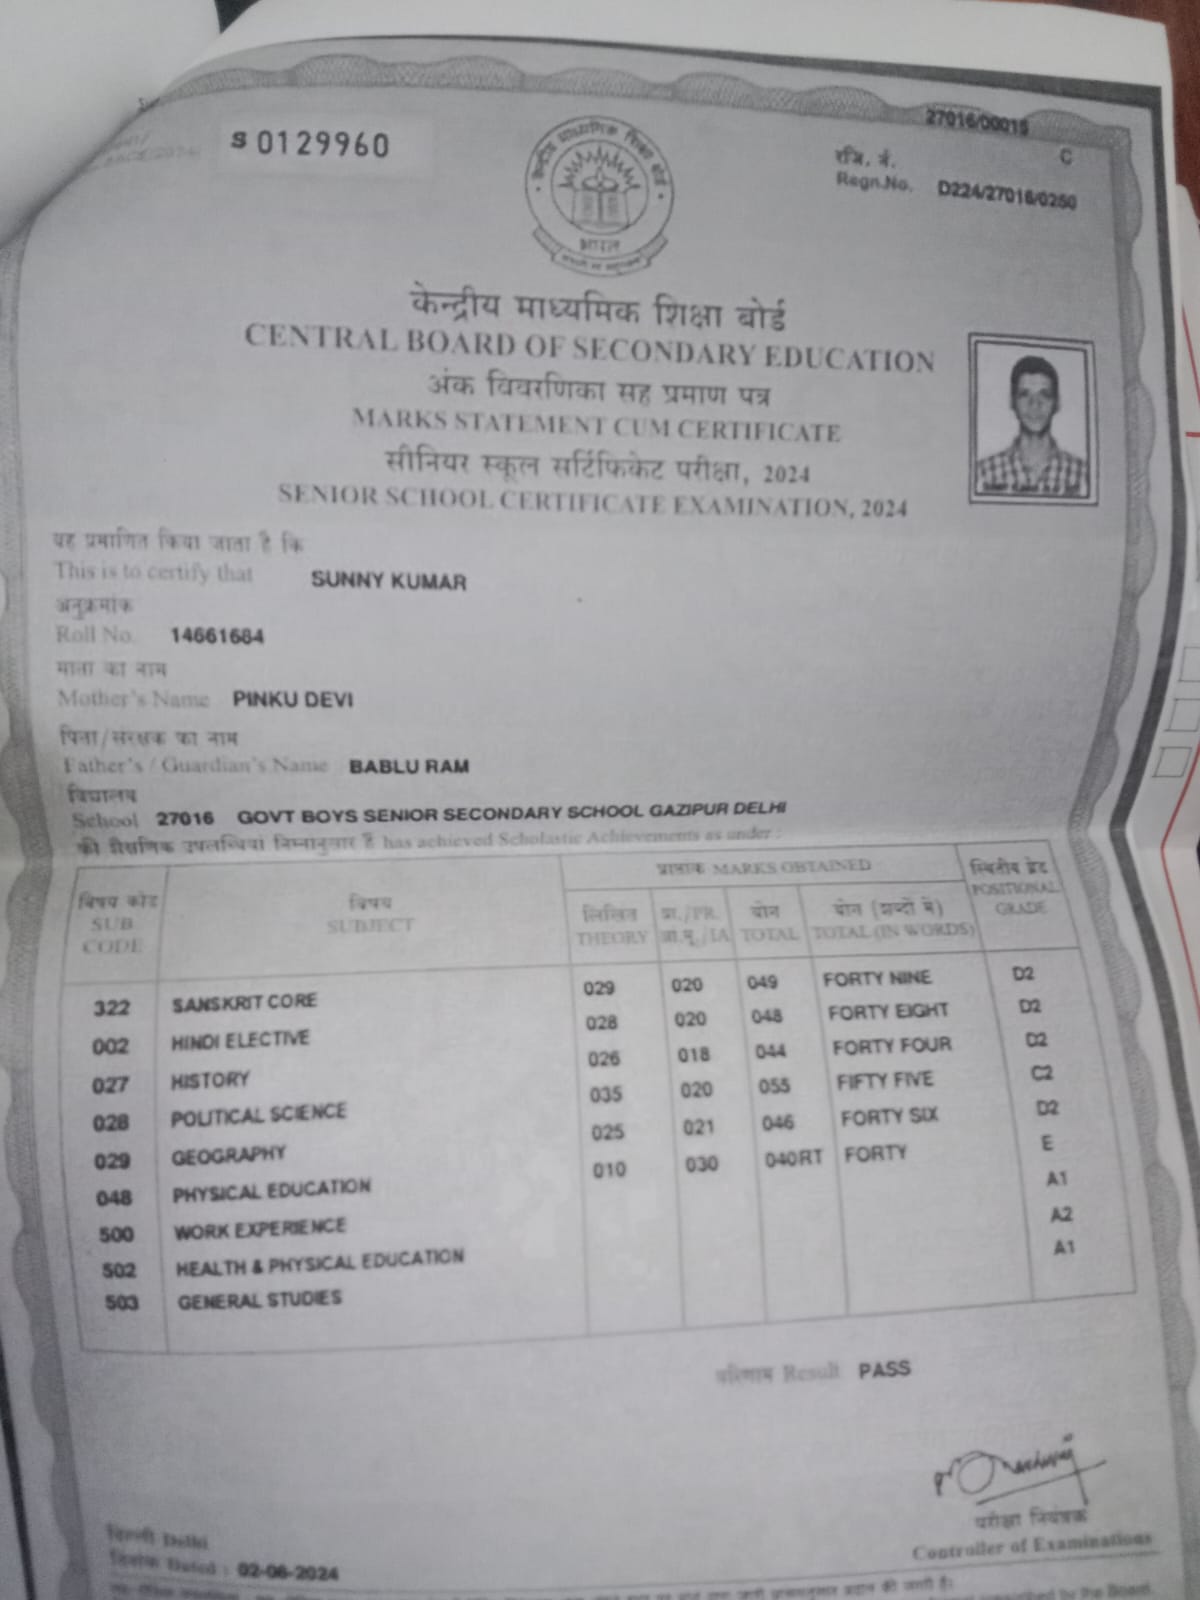 27016/00015
S 0129960
C
रजि. नं.
Regn.No. D224/27016/0250
भारत
केन्द्रीय माध्यमिक शिक्षा बोर्ड
CENTRAL BOARD OF SECONDARY EDUCATION
अंक विवरणिका सह प्रमाण पत्र
MARKS STATEMENT CUM CERTIFICATE
सीनियर स्कूल सर्टिफिकेट परीक्षा, 2024
SENIOR SCHOOL CERTIFICATE EXAMINATION, 2024
यह प्रमाणित किया जाता है कि
This is to certify that SUNNY KUMAR
अनुक्रमांक
Roll No. 14661684
माता का नाम
Mother's Name PINKU DEVI
पिता/संरक्षक का नाम
Father's / Guardian's Name BABLU RAM
विद्यालय
School 27016 GOVT BOYS SENIOR SECONDARY SCHOOL GAZIPUR DELHI
की शैक्षणिक उपलब्धियां निम्नानुसार हैं has achieved Scholastic Achievements as under :
विषय कोड SUB CODE
विषय SUBJECT
प्राप्तांक MARKS OBTAINED
लिखित THEORY
प्रा./PR. आ.मू./IA
योग TOTAL
योग (शब्दों में) TOTAL (IN WORDS)
स्थितीय ग्रेड POSITIONAL GRADE
322 SANSKRIT CORE 029 020 049 FORTY NINE D2
002 HINDI ELECTIVE 028 020 048 FORTY EIGHT D2
027 HISTORY 026 018 044 FORTY FOUR D2
028 POLITICAL SCIENCE 035 020 055 FIFTY FIVE C2
029 GEOGRAPHY 025 021 046 FORTY SIX D2
048 PHYSICAL EDUCATION 010 030 040RT FORTY E
500 WORK EXPERIENCE A1
502 HEALTH & PHYSICAL EDUCATION A2
503 GENERAL STUDIES A1
परिणाम Result PASS
परीक्षा नियंत्रक
Controller of Examinations
दिल्ली Delhi
दिनांक Dated : 02-06-2024